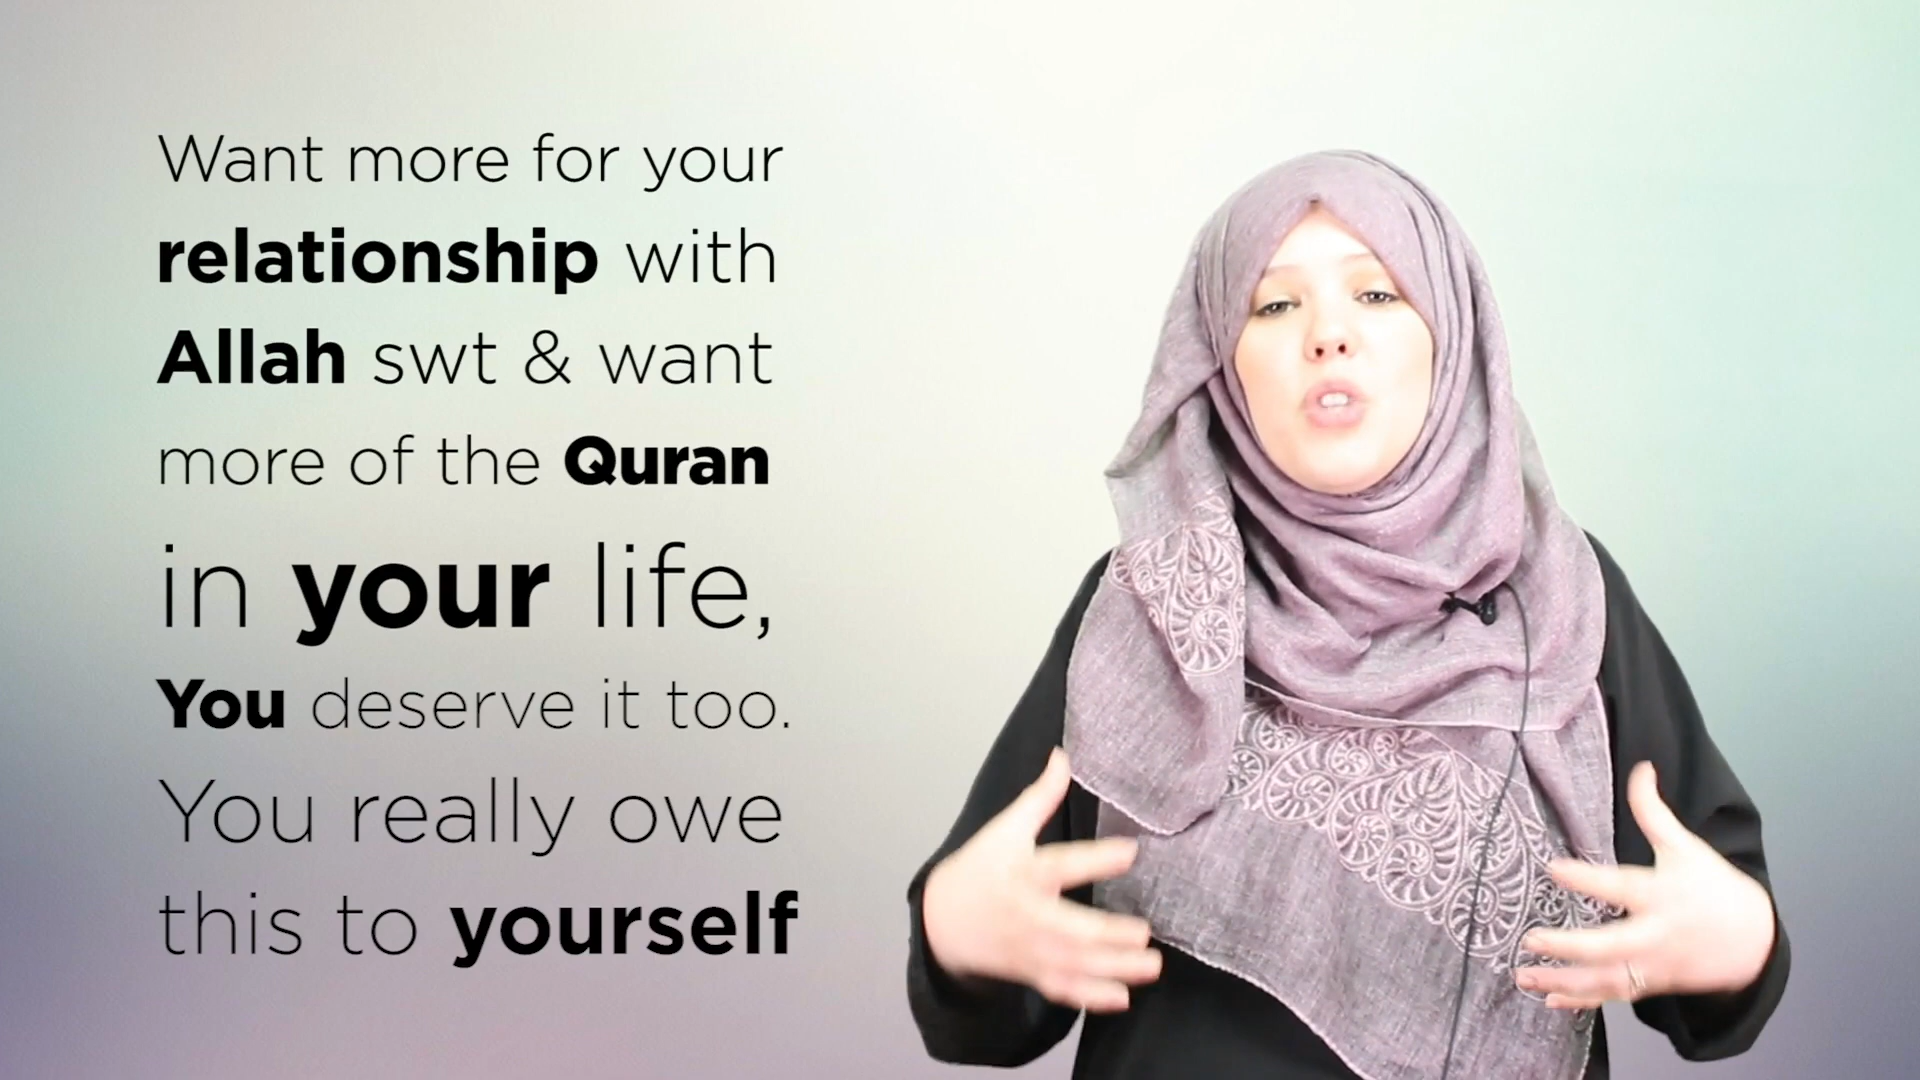 Want more for your
relationship with
Allah swt & want
more of the Quran
in your life,
You deserve it too.
You really owe
this to yourself